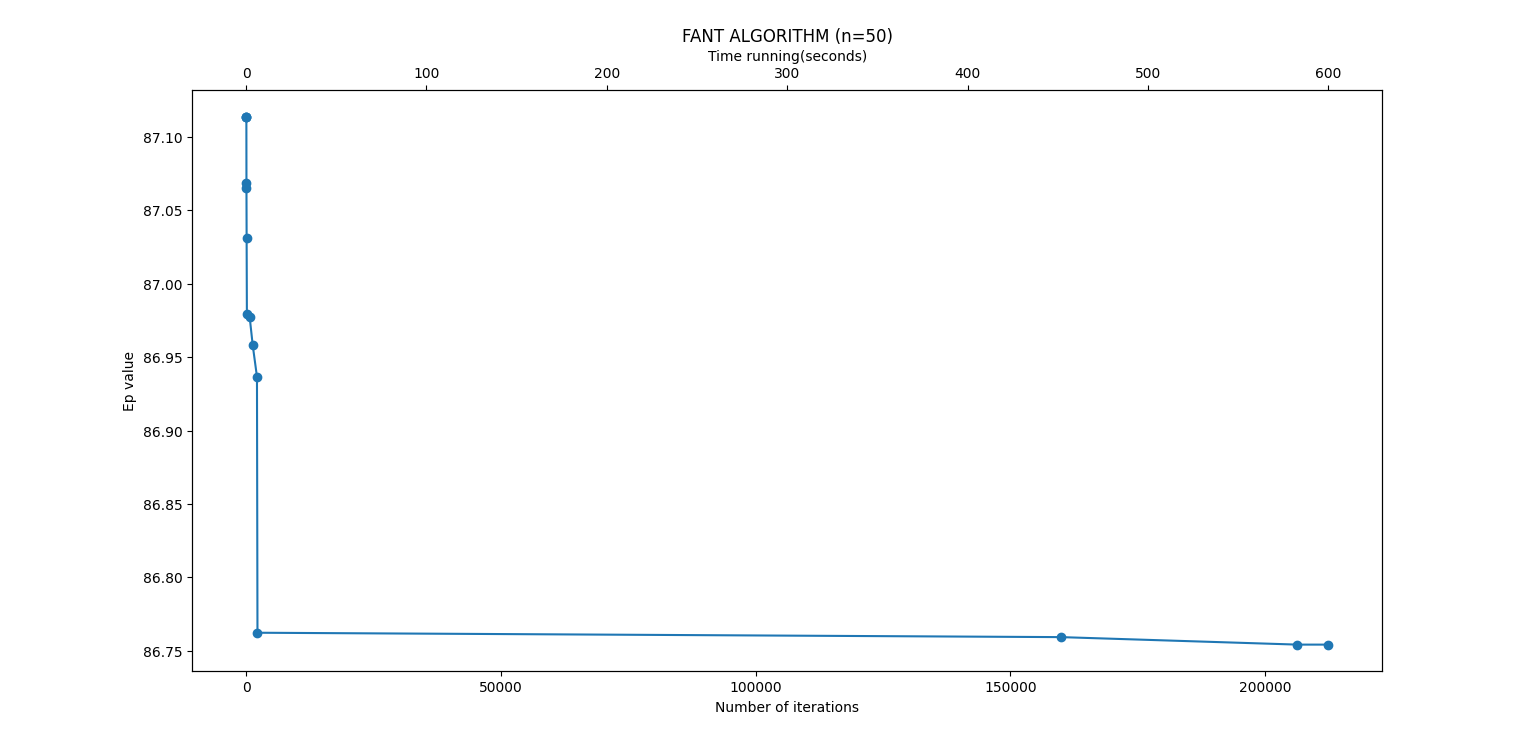 FANT ALGORITHM (n=50)
Time running(seconds)
0 100 200 300 400 500 600
87.10
87.05
87.00
86.95
86.90
86.85
86.80
86.75
Ep value
0 50000 100000 150000 200000
Number of iterations